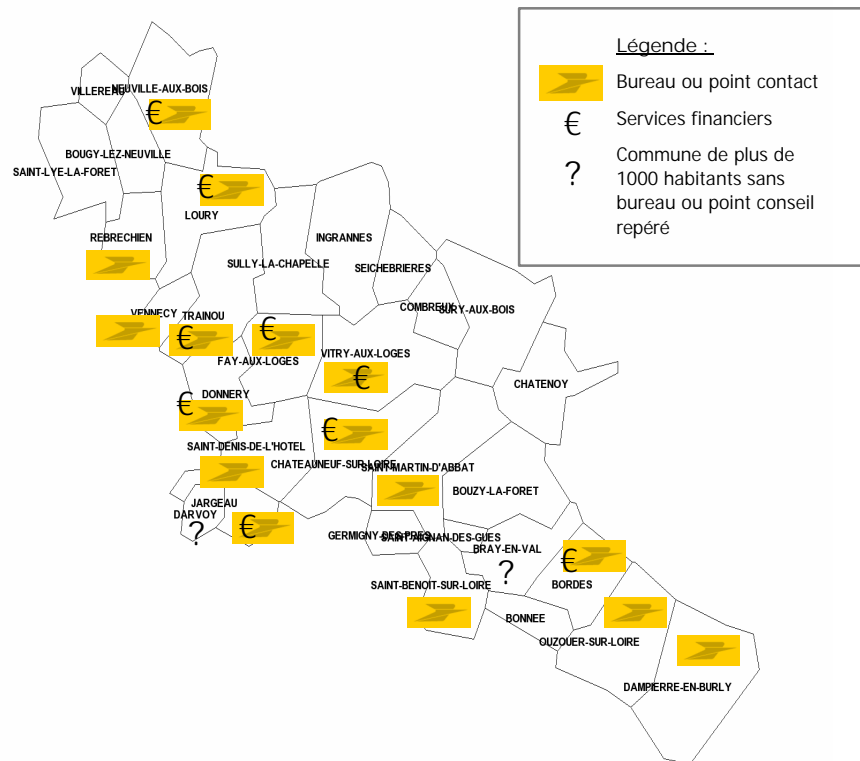 Légende :
Bureau ou point contact
€
Services financiers
?
Commune de plus de
1000 habitants sans
bureau ou point conseil
repéré
VILLEREAU
NEUVILLE-AUX-BOIS
€
BOUGY-LEZ-NEUVILLE
SAINT-LYE-LA-FORET
€
LOURY
REBRECHIEN
INGRANNES
SULLY-LA-CHAPELLE
SEICHEBRIERES
COMBREUX
SURY-AUX-BOIS
VENNECY
TRAINOU
€
€
FAY-AUX-LOGES
VITRY-AUX-LOGES
€
CHATENOY
DONNERY
€
€
SAINT-DENIS-DE-L'HOTEL
CHATEAUNEUF-SUR-LOIRE
SAINT-MARTIN-D'ABBAT
BOUZY-LA-FORET
JARGEAU
DARVOY
?
€
GERMIGNY-DES-PRES
SAINT-AIGNAN-DES-GUES
BRAY-EN-VAL
?
€
BORDES
SAINT-BENOIT-SUR-LOIRE
BONNEE
OUZOUER-SUR-LOIRE
DAMPIERRE-EN-BURLY